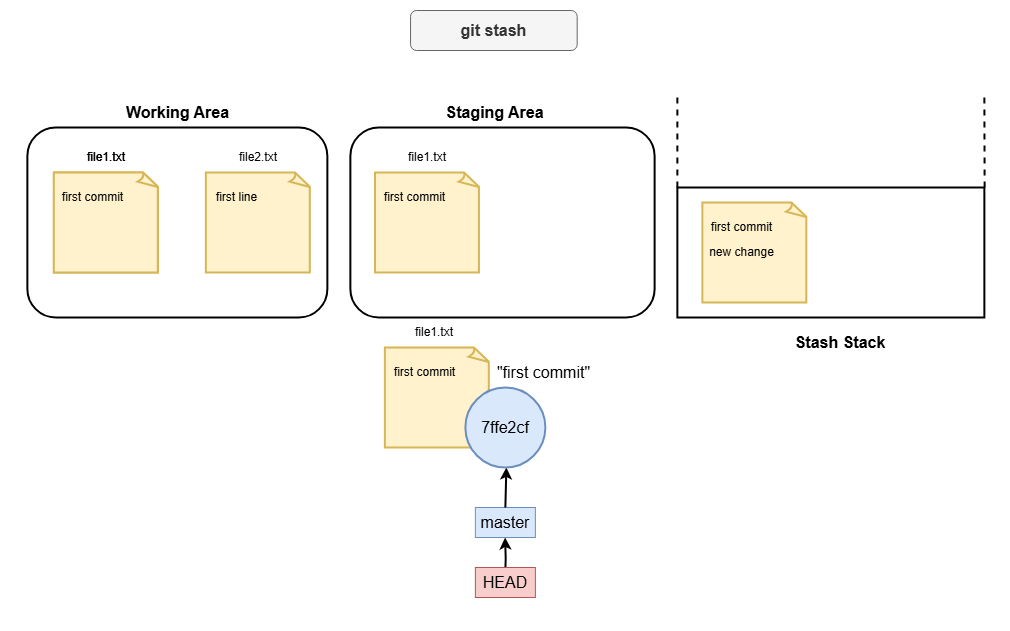 git stash
Working Area
Staging Area
file1.txt
file2.txt
file1.txt
first commit
first line
first commit
first commit
new change
Stash Stack
file1.txt
first commit
"first commit"
7ffe2cf
master
HEAD